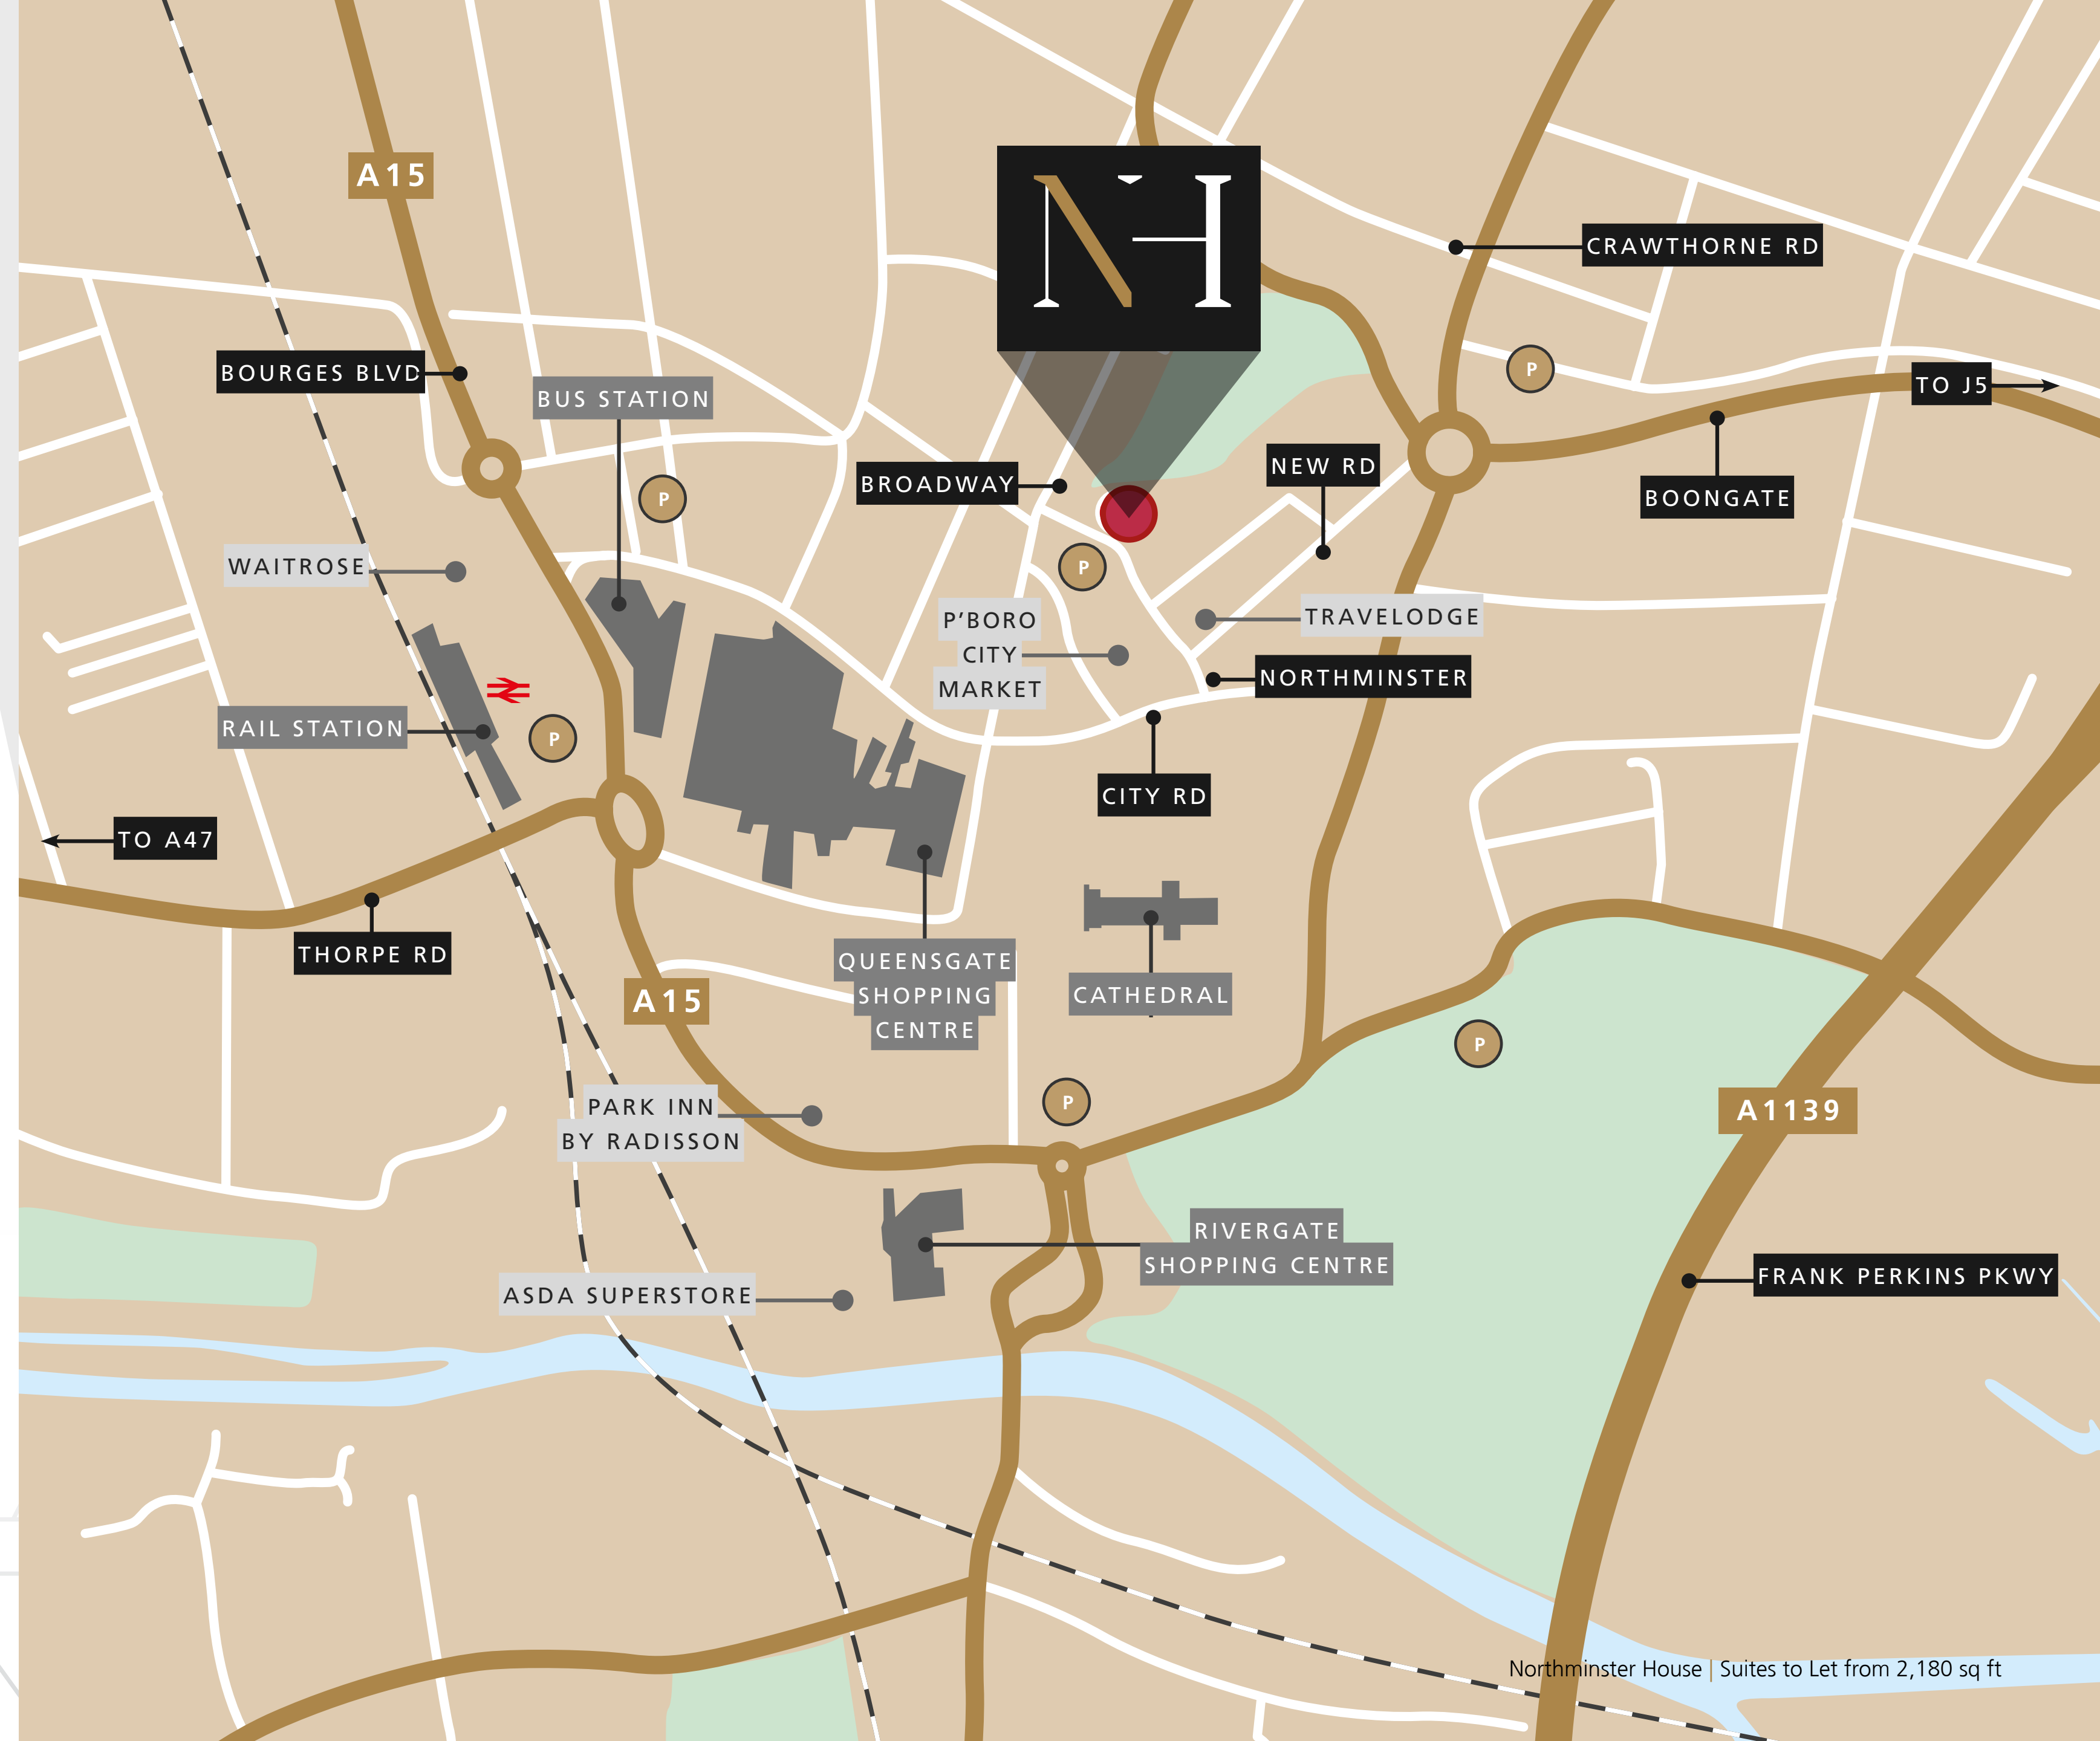 A15
NH
CRAWTHORNE RD
BOURGES BLVD
BUS STATION
P
TO J5
BROADWAY
NEW RD
P
BOONGATE
WAITROSE
P
P'BORO
CITY
MARKET
TRAVELODGE
NORTHMINSTER
RAIL STATION
P
CITY RD
TO A47
THORPE RD
QUEENSGATE
SHOPPING
CENTRE
CATHEDRAL
A15
P
PARK INN
BY RADISSON
P
A1139
RIVERGATE
SHOPPING CENTRE
FRANK PERKINS PKWY
ASDA SUPERSTORE
Northminster House | Suites to Let from 2,180 sq ft